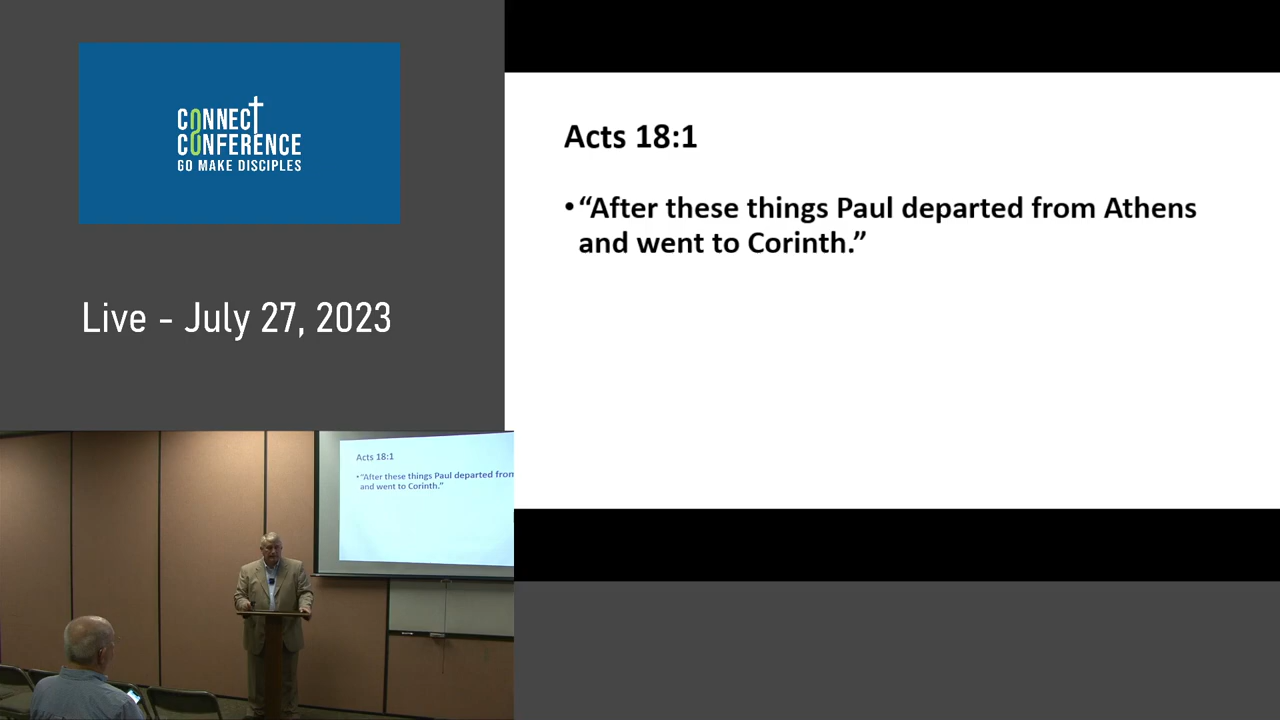 CONNECT
CONFERENCE
GO MAKE DISCIPLES
Live - July 27, 2023
Acts 18:1
•“After these things Paul departed from Athens
and went to Corinth.”
Acts 18:1
•“After these things Paul departed from
and went to Corinth.”